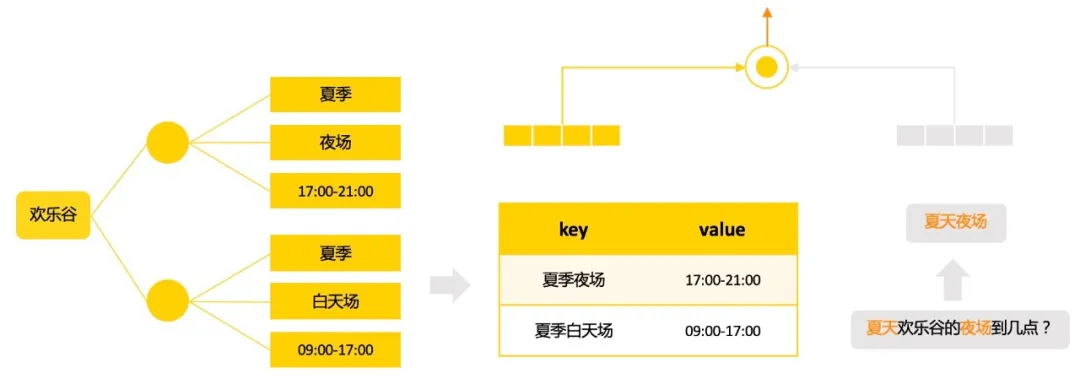 欢乐谷
夏季
夜场
17:00-21:00
夏季
白天场
09:00-17:00
key value
夏季夜场 17:00-21:00
夏季白天场 09:00-17:00
夏天夜场
夏天欢乐谷的夜场到几点？